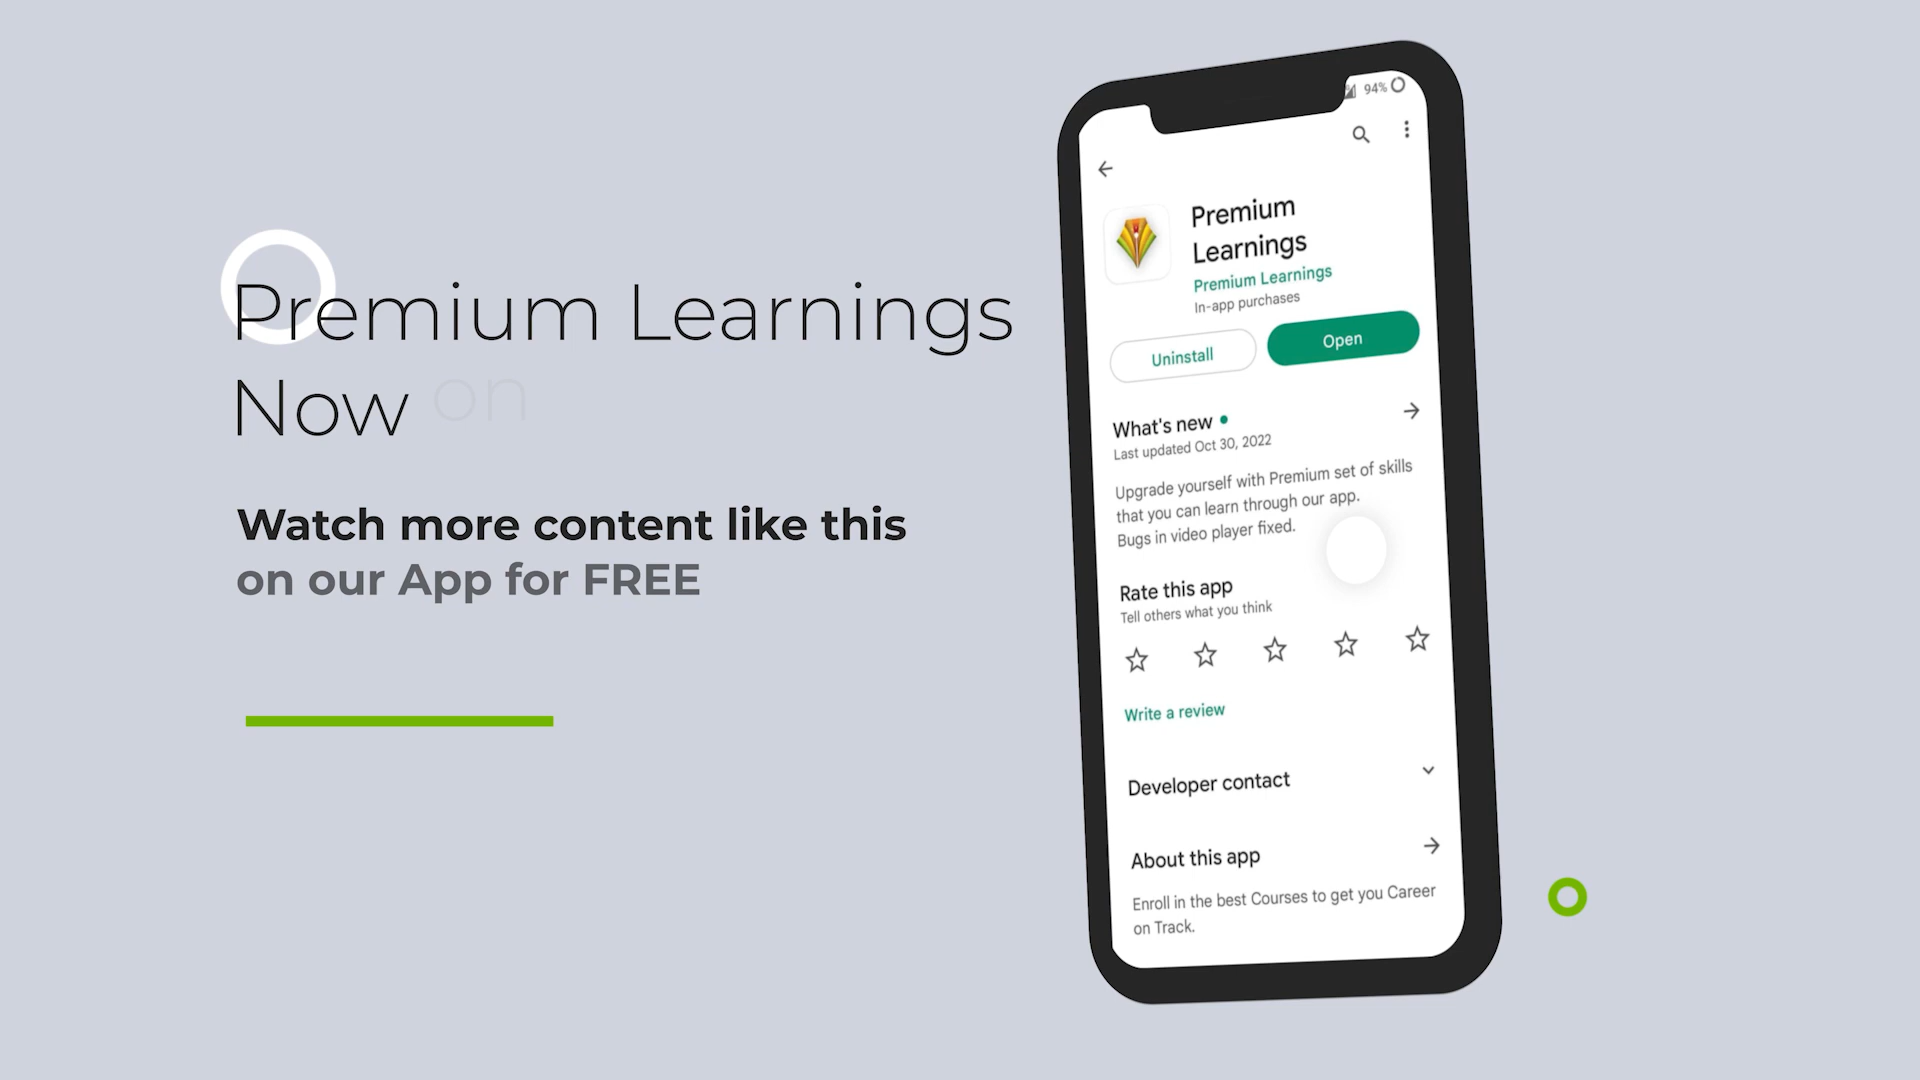 Premium Learnings
Now on
Watch more content like this
on our App for FREE
94%
Premium
Learnings
Premium Learnings
In-app purchases
Uninstall
Open
What's new
Last updated Oct 30, 2022
Upgrade yourself with Premium set of skills
that you can learn through our app.
Bugs in video player fixed.
Rate this app
Tell others what you think
Write a review
Developer contact
About this app
Enroll in the best Courses to get you Career
on Track.